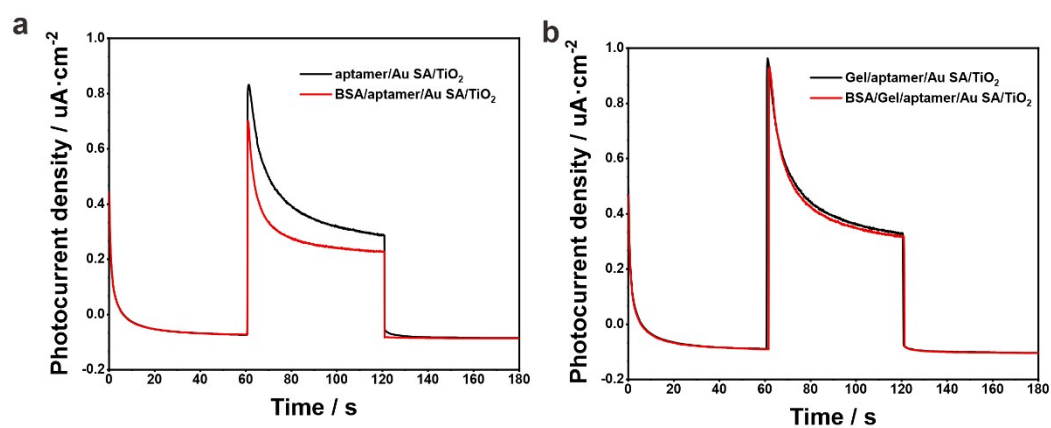 a
Photocurrent density / uA·cm-2
1.0
0.8
0.6
0.4
0.2
0.0
-0.2
aptamer/Au SA/TiO2
BSA/aptamer/Au SA/TiO2
0 20 40 60 80 100 120 140 160 180
Time / s
b
Photocurrent density / uA·cm-2
1.0
0.8
0.6
0.4
0.2
0.0
-0.2
Gel/aptamer/Au SA/TiO2
BSA/Gel/aptamer/Au SA/TiO2
0 20 40 60 80 100 120 140 160 180
Time / s